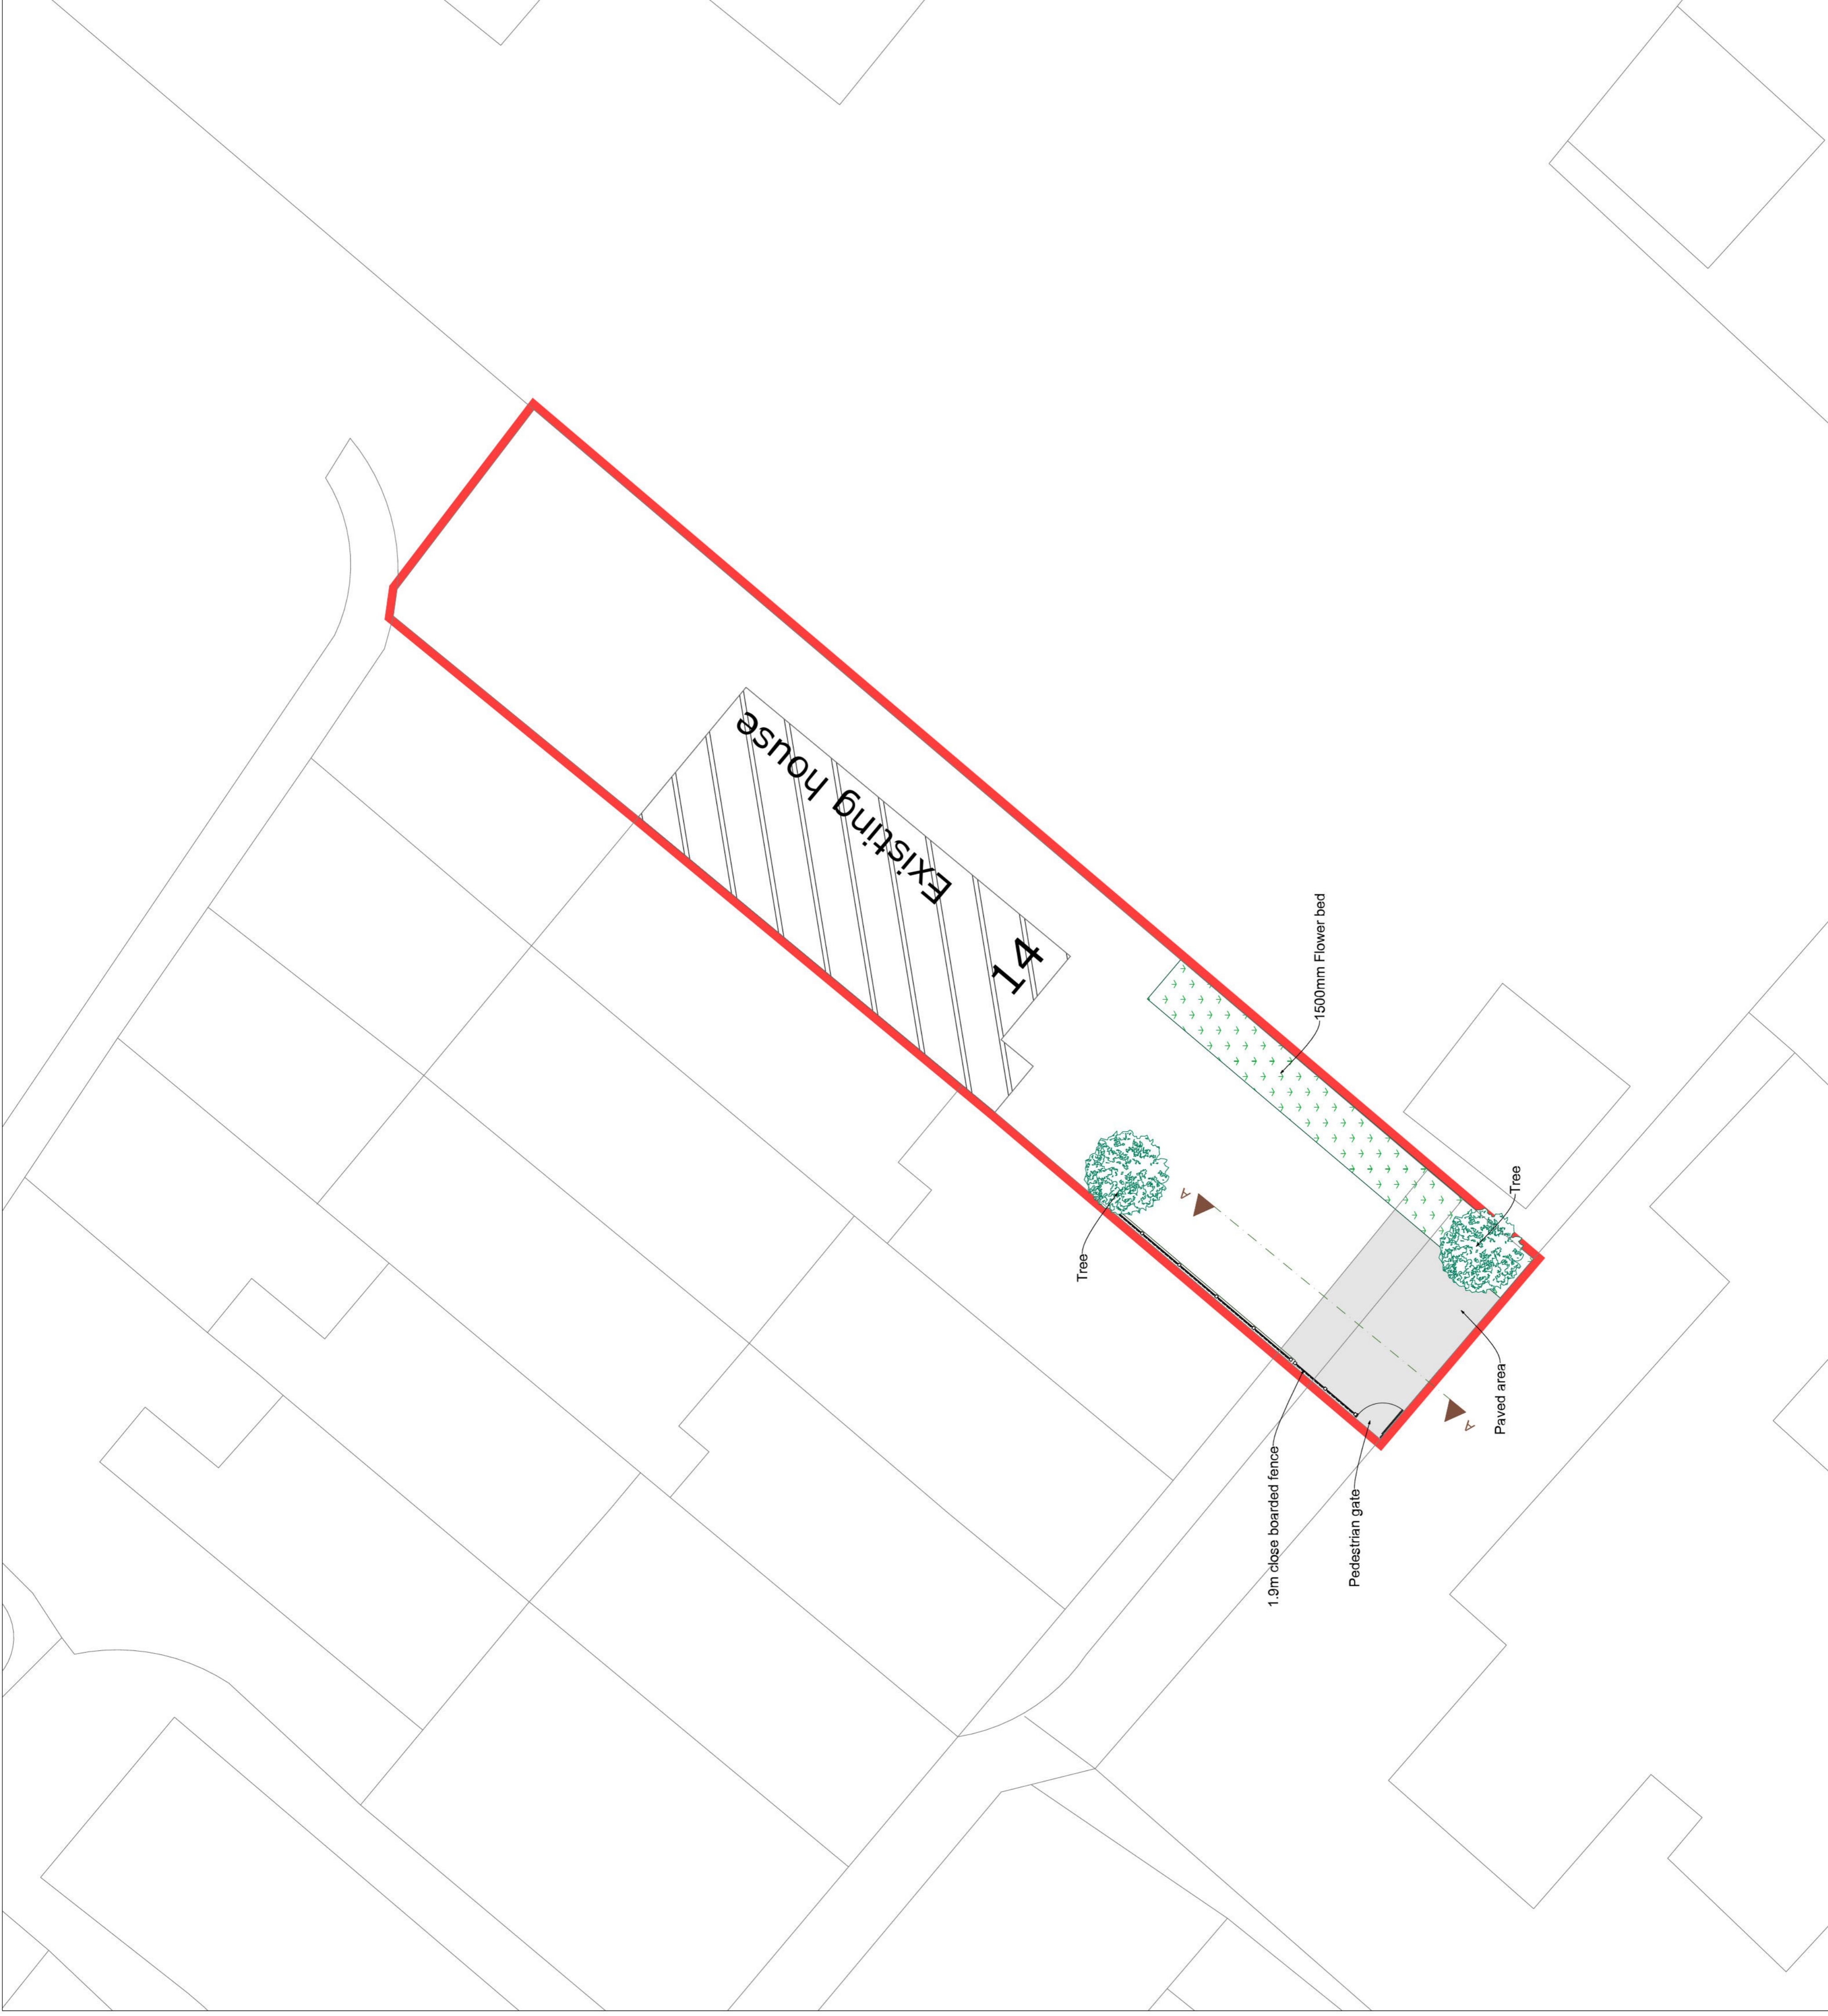 Existing house
14
1500mm Flower bed
Tree
A
Tree
A
Paved area
1.9m close boarded fence
Pedestrian gate